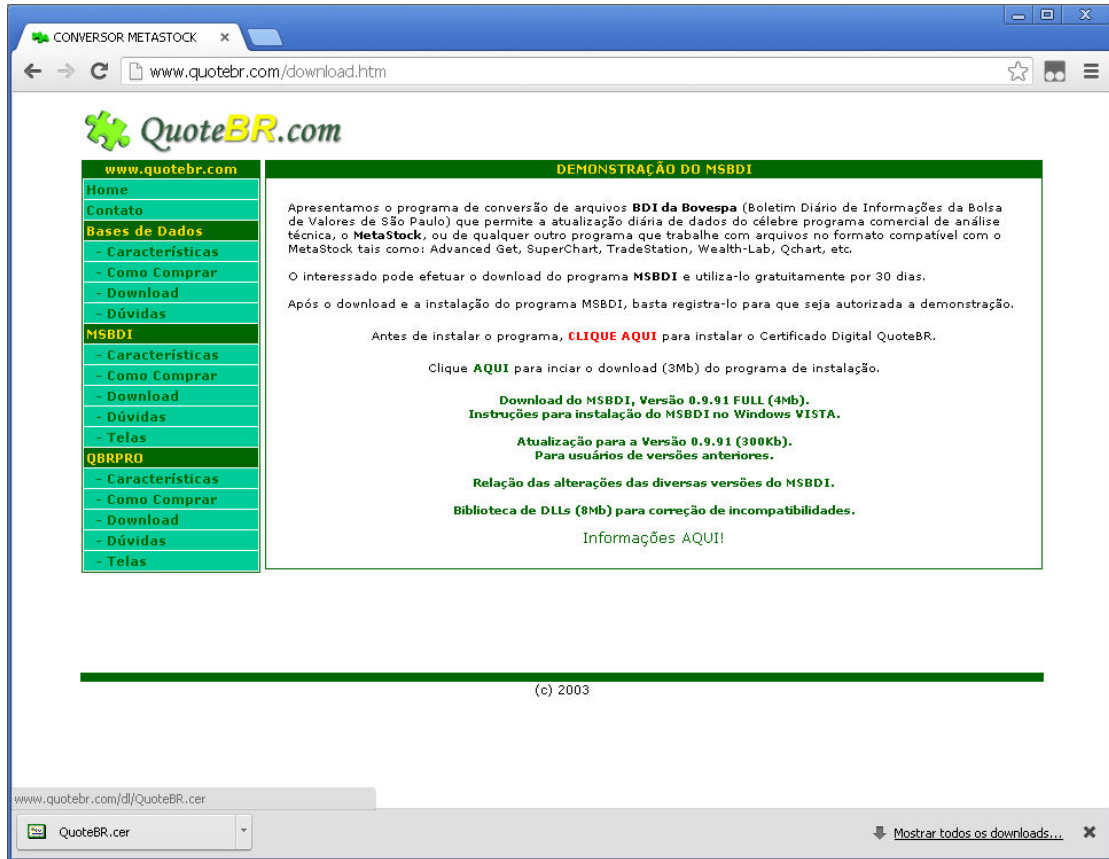 CONVERSOR METASTOCK
www.quotebr.com/download.htm
QuoteBR.com
www.quotebr.com
Home
Contato
Bases de Dados
- Características
- Como Comprar
- Download
- Dúvidas
MSBDI
- Características
- Como Comprar
- Download
- Dúvidas
- Telas
QBRPRO
- Características
- Como Comprar
- Download
- Dúvidas
- Telas
DEMONSTRAÇÃO DO MSBDI
Apresentamos o programa de conversão de arquivos BDI da Bovespa (Boletim Diário de Informações da Bolsa
de Valores de São Paulo) que permite a atualização diária de dados do célebre programa comercial de análise
técnica, o MetaStock, ou de qualquer outro programa que trabalhe com arquivos no formato compatível com o
MetaStock tais como: Advanced Get, SuperChart, TradeStation, Wealth-Lab, Qchart, etc.
O interessado pode efetuar o download do programa MSBDI e utiliza-lo gratuitamente por 30 dias.
Após o download e a instalação do programa MSBDI, basta registra-lo para que seja autorizada a demonstração.
Antes de instalar o programa, CLIQUE AQUI para instalar o Certificado Digital QuoteBR.
Clique AQUI para inciar o download (3Mb) do programa de instalação.
Download do MSBDI, Versão 0.9.91 FULL (4Mb).
Instruções para instalação do MSBDI no Windows VISTA.
Atualização para a Versão 0.9.91 (300Kb).
Para usuários de versões anteriores.
Relação das alterações das diversas versões do MSBDI.
Biblioteca de DLLs (8Mb) para correção de incompatibilidades.
Informações AQUI!
(c) 2003
www.quotebr.com/dl/QuoteBR.cer
QuoteBR.cer
Mostrar todos os downloads...